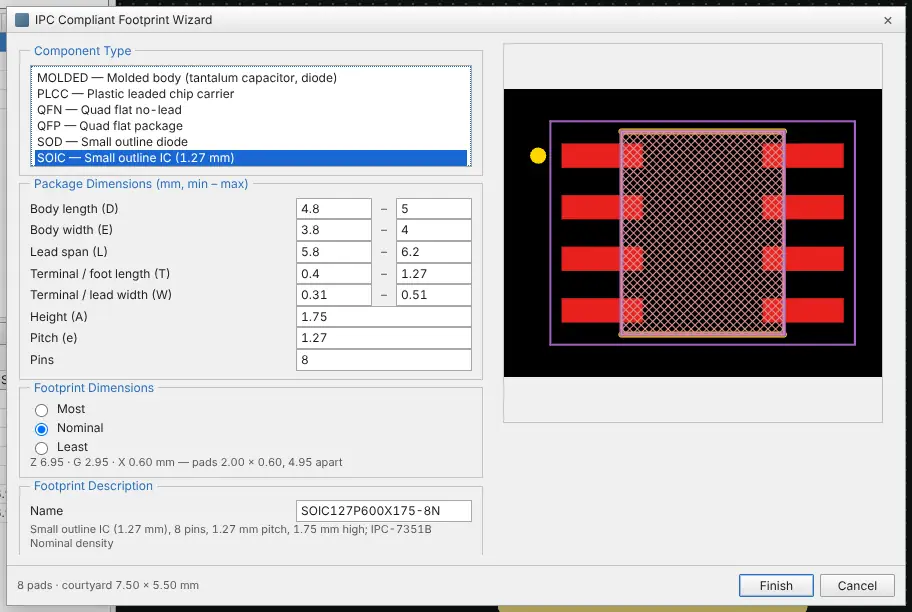 IPC Compliant Footprint Wizard ×
Component Type
MOLDED — Molded body (tantalum capacitor, diode)
PLCC — Plastic leaded chip carrier
QFN — Quad flat no-lead
QFP — Quad flat package
SOD — Small outline diode
SOIC — Small outline IC (1.27 mm)
Package Dimensions (mm, min – max)
Body length (D) 4.8 – 5
Body width (E) 3.8 – 4
Lead span (L) 5.8 – 6.2
Terminal / foot length (T) 0.4 – 1.27
Terminal / lead width (W) 0.31 – 0.51
Height (A) 1.75
Pitch (e) 1.27
Pins 8
Footprint Dimensions
Most
Nominal
Least
Z 6.95 · G 2.95 · X 0.60 mm — pads 2.00 × 0.60, 4.95 apart
Footprint Description
Name SOIC127P600X175-8N
Small outline IC (1.27 mm), 8 pins, 1.27 mm pitch, 1.75 mm high; IPC-7351B
Nominal density
8 pads · courtyard 7.50 × 5.50 mm
Finish Cancel